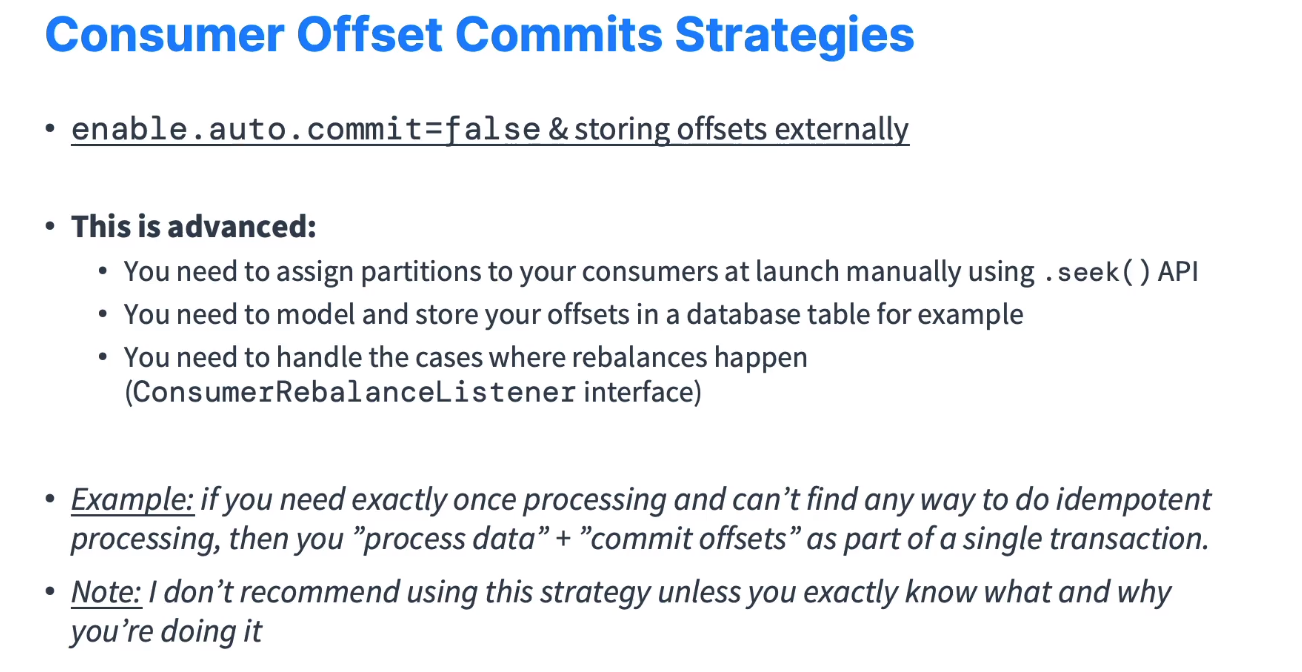 Consumer Offset Commits Strategies
• enable.auto.commit=false & storing offsets externally
• This is advanced:
• You need to assign partitions to your consumers at launch manually using .seek() API
• You need to model and store your offsets in a database table for example
• You need to handle the cases where rebalances happen
(ConsumerRebalanceListener interface)
• Example: if you need exactly once processing and can’t find any way to do idempotent
processing, then you ”process data” + ”commit offsets” as part of a single transaction.
• Note: I don’t recommend using this strategy unless you exactly know what and why
you’re doing it